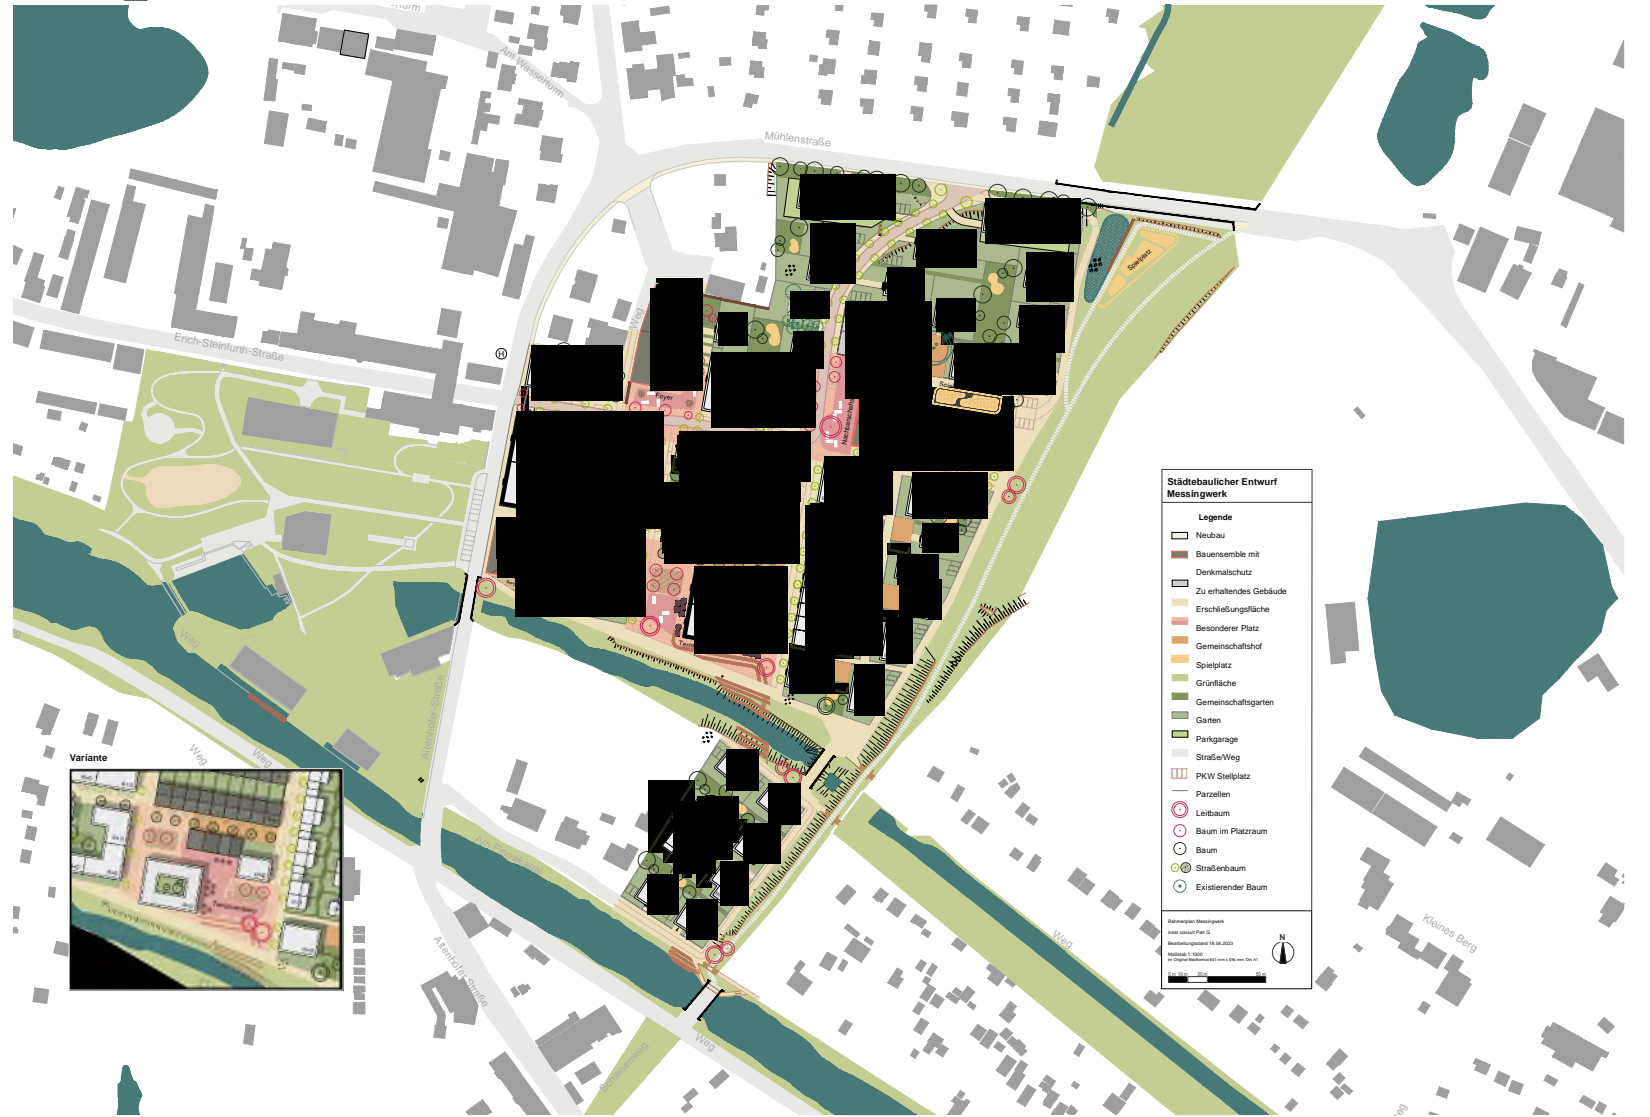 Am Wasserturm
Mühlenstraße
Erich-Steinfurth-Straße
Weg
H
Spielplatz
Foyer
Altenhofer-Straße
Weg
Weg
Weg
Am Finowkanal
Altenhofer-Straße
Schienenweg
Weg
Weg
Kleines Berg
Variante
Städtebaulicher Entwurf
Messingwerk
Legende
Neubau
Bauensemble mit
Denkmalschutz
Zu erhaltendes Gebäude
Erschließungsfläche
Besonderer Platz
Gemeinschaftshof
Spielplatz
Grünfläche
Gemeinschaftsgarten
Garten
Parkgarage
Straße/Weg
PKW Stellplatz
Parzellen
Leitbaum
Baum im Platzraum
Baum
Straßenbaum
Existierender Baum
Rahmenplan Messingwerk
Bearbeitungsstand 18.04.2023
Maßstab 1:1000
N